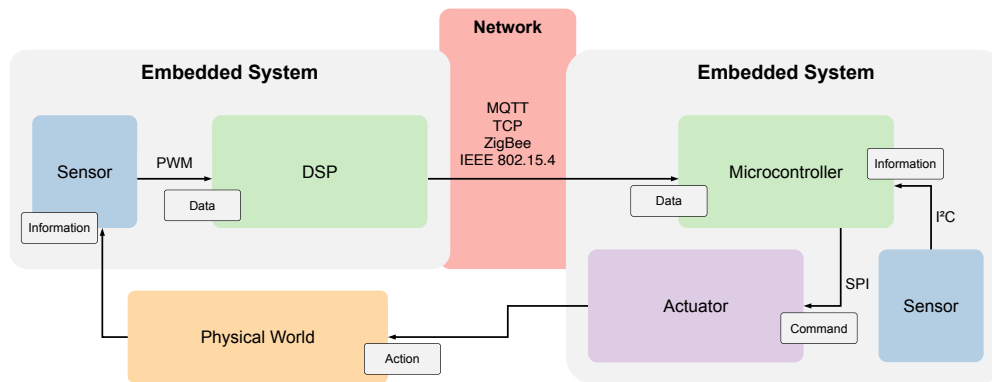 Network
Embedded System
Embedded System
MQTT
TCP
ZigBee
IEEE 802.15.4
Sensor
PWM
DSP
Microcontroller
Information
Data
Data
Information
I²C
SPI
Actuator
Sensor
Command
Physical World
Action